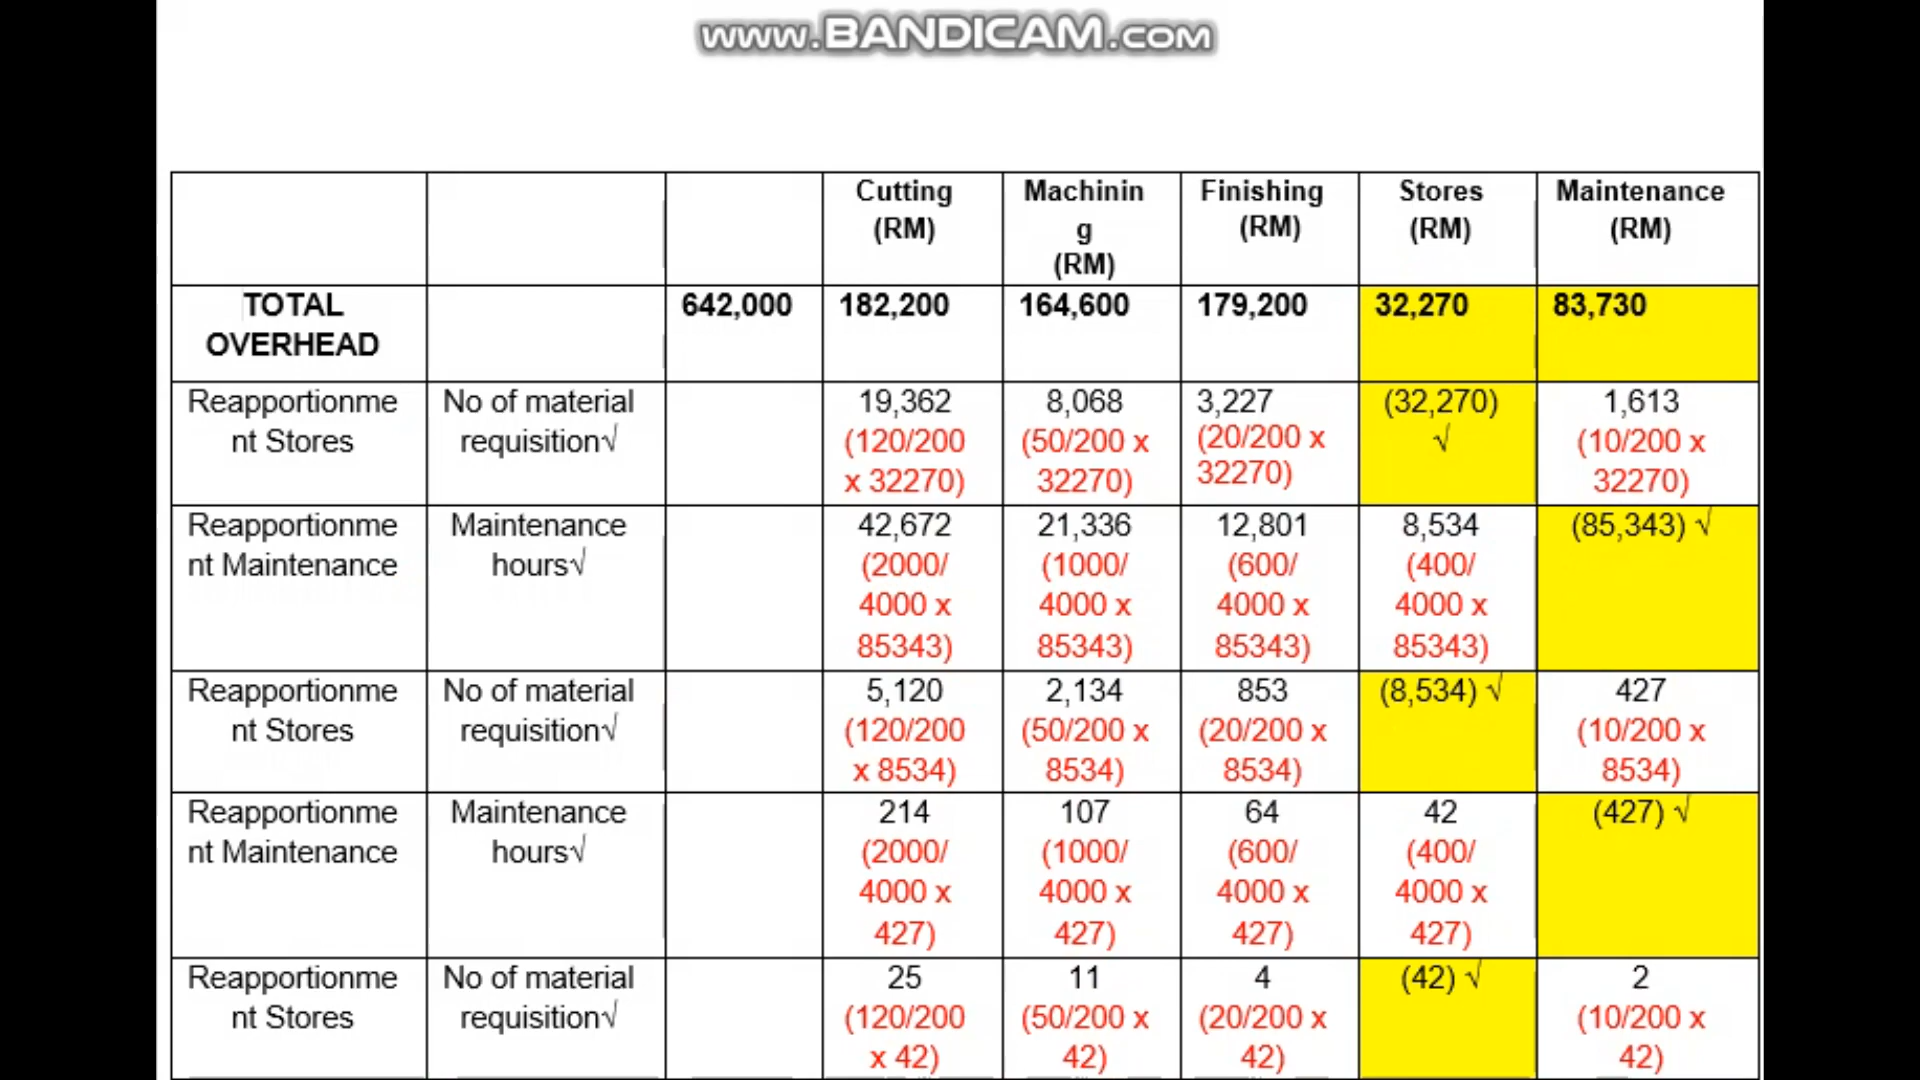 www.BANDICAM.com
Cutting
(RM)
Machinin
g
(RM)
Finishing
(RM)
Stores
(RM)
Maintenance
(RM)
TOTAL
OVERHEAD
642,000
182,200
164,600
179,200
32,270
83,730
Reapportionme
nt Stores
No of material
requisition√
19,362
(120/200
x 32270)
8,068
(50/200 x
32270)
3,227
(20/200 x
32270)
(32,270)
√
1,613
(10/200 x
32270)
Reapportionme
nt Maintenance
Maintenance
hours√
42,672
(2000/
4000 x
85343)
21,336
(1000/
4000 x
85343)
12,801
(600/
4000 x
85343)
8,534
(400/
4000 x
85343)
(85,343) √
Reapportionme
nt Stores
No of material
requisition√
5,120
(120/200
x 8534)
2,134
(50/200 x
8534)
853
(20/200 x
8534)
(8,534) √
427
(10/200 x
8534)
Reapportionme
nt Maintenance
Maintenance
hours√
214
(2000/
4000 x
427)
107
(1000/
4000 x
427)
64
(600/
4000 x
427)
42
(400/
4000 x
427)
(427) √
Reapportionme
nt Stores
No of material
requisition√
25
(120/200
x 42)
11
(50/200 x
42)
4
(20/200 x
42)
(42) √
2
(10/200 x
42)